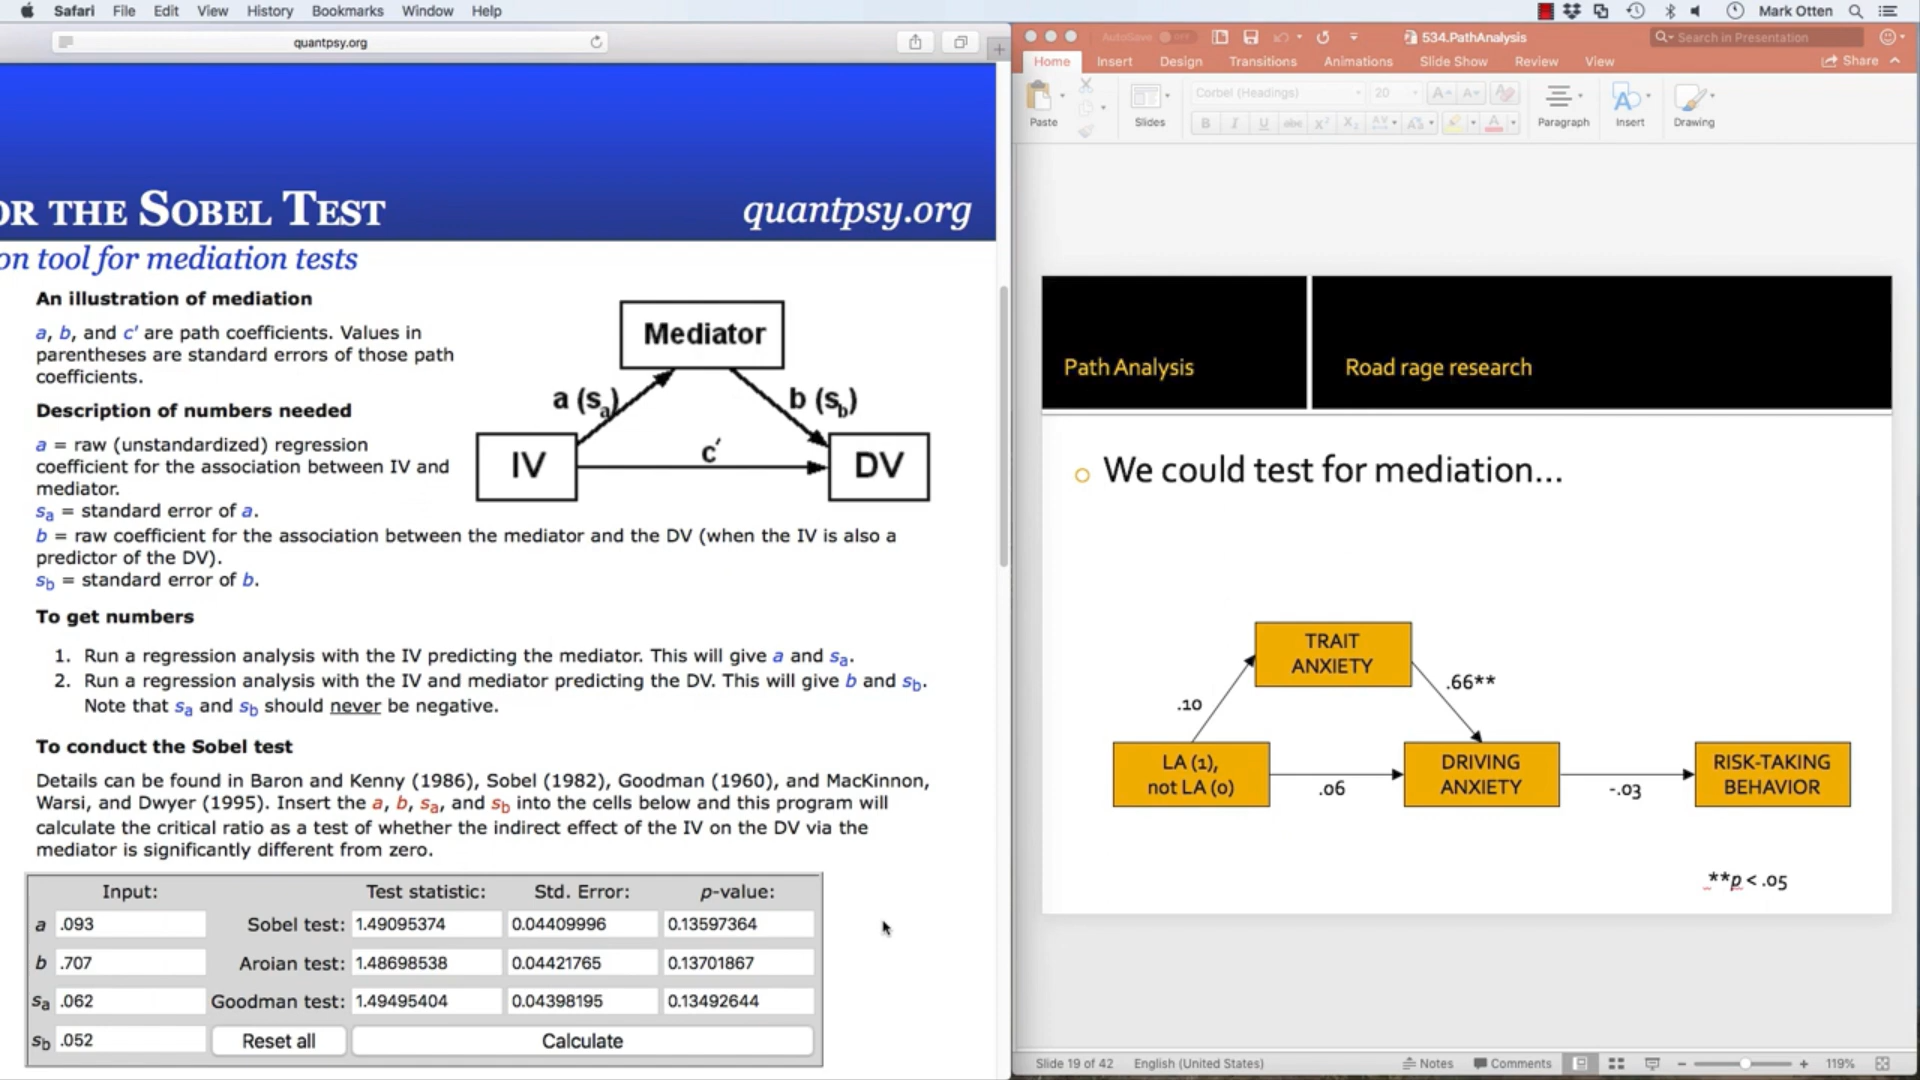 Safari File Edit View History Bookmarks Window Help
Mark Otten
quantpsy.org
OR THE SOBEL TEST
quantpsy.org
on tool for mediation tests
An illustration of mediation
a, b, and c' are path coefficients. Values in
parentheses are standard errors of those path
coefficients.
Description of numbers needed
a = raw (unstandardized) regression
coefficient for the association between IV and
mediator.
sa = standard error of a.
b = raw coefficient for the association between the mediator and the DV (when the IV is also a
predictor of the DV).
sb = standard error of b.
Mediator
a (sa)
b (sb)
IV
c'
DV
To get numbers
1. Run a regression analysis with the IV predicting the mediator. This will give a and sa.
2. Run a regression analysis with the IV and mediator predicting the DV. This will give b and sb.
Note that sa and sb should never be negative.
To conduct the Sobel test
Details can be found in Baron and Kenny (1986), Sobel (1982), Goodman (1960), and MacKinnon,
Warsi, and Dwyer (1995). Insert the a, b, sa, and sb into the cells below and this program will
calculate the critical ratio as a test of whether the indirect effect of the IV on the DV via the
mediator is significantly different from zero.
Input: Test statistic: Std. Error: p-value:
a .093 Sobel test: 1.49095374 0.04409996 0.13597364
b .707 Aroian test: 1.48698538 0.04421765 0.13701867
sa .062 Goodman test: 1.49495404 0.04398195 0.13492644
sb .052 Reset all Calculate
AutoSave OFF
534.PathAnalysis
Search in Presentation
Home Insert Design Transitions Animations Slide Show Review View
Share
Corbel (Headings) 20
Paste
Slides
B I U abc X² X₂ AV Aa A
Paragraph
Insert
Drawing
Path Analysis
Road rage research
We could test for mediation...
TRAIT
ANXIETY
.10
.66**
LA (1),
not LA (0)
.06
DRIVING
ANXIETY
-.03
RISK-TAKING
BEHAVIOR
**p < .05
Slide 19 of 42 English (United States) Notes Comments 119%